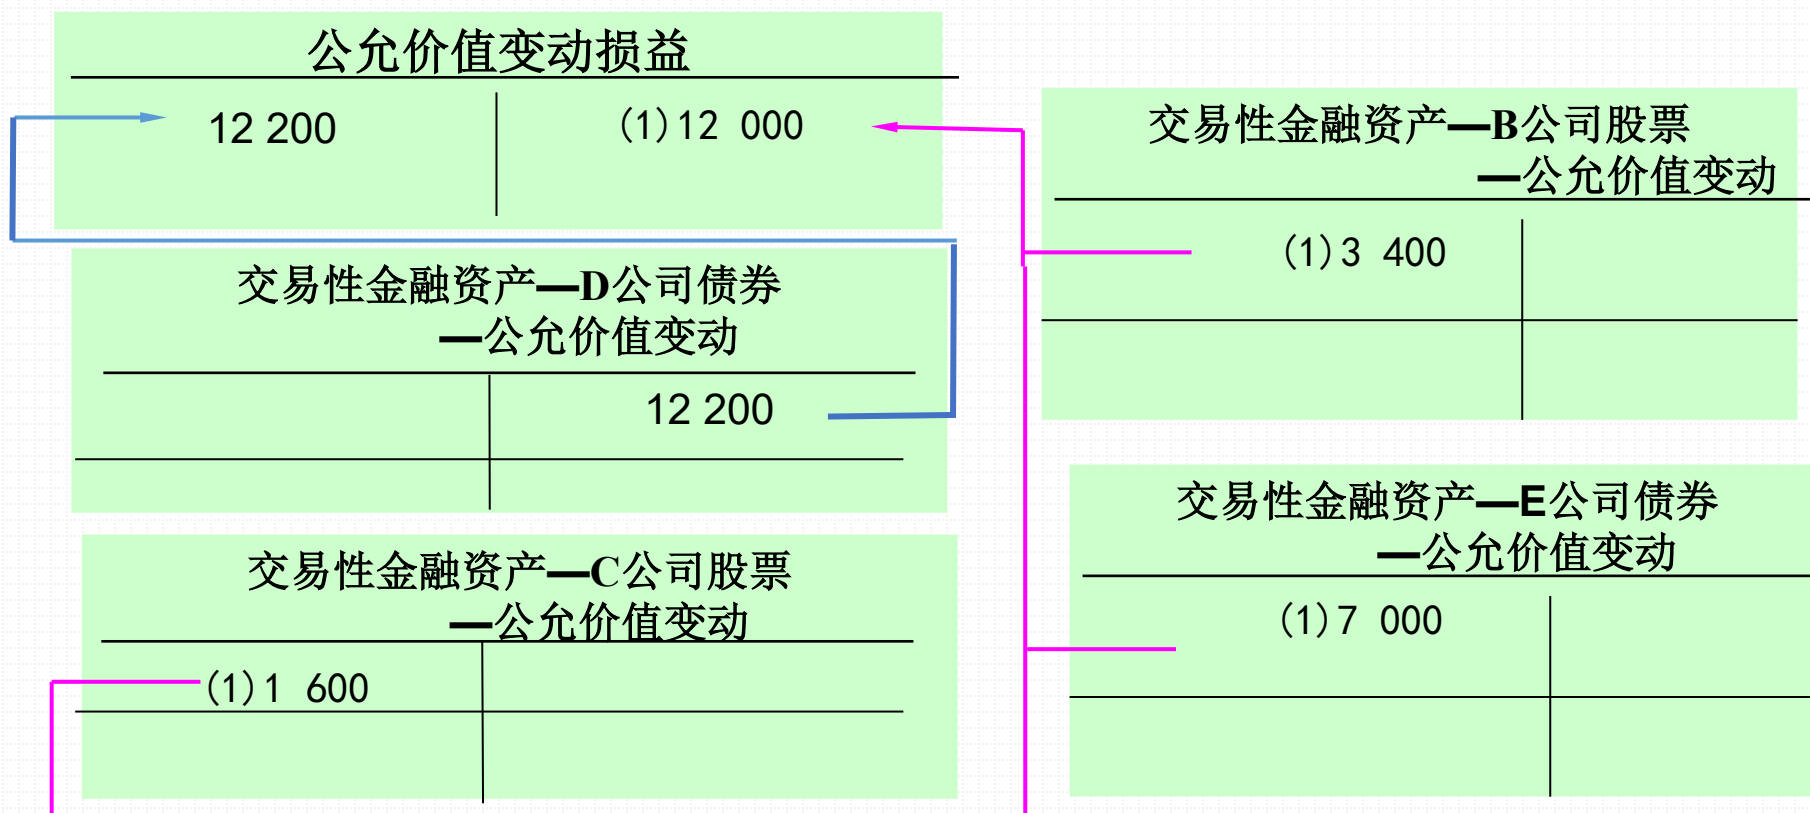 公允价值变动损益
12 200
(1)12 000
交易性金融资产—D公司债券
—公允价值变动
12 200
交易性金融资产—C公司股票
—公允价值变动
(1)1 600
交易性金融资产—B公司股票
—公允价值变动
(1)3 400
交易性金融资产—E公司债券
—公允价值变动
(1)7 000